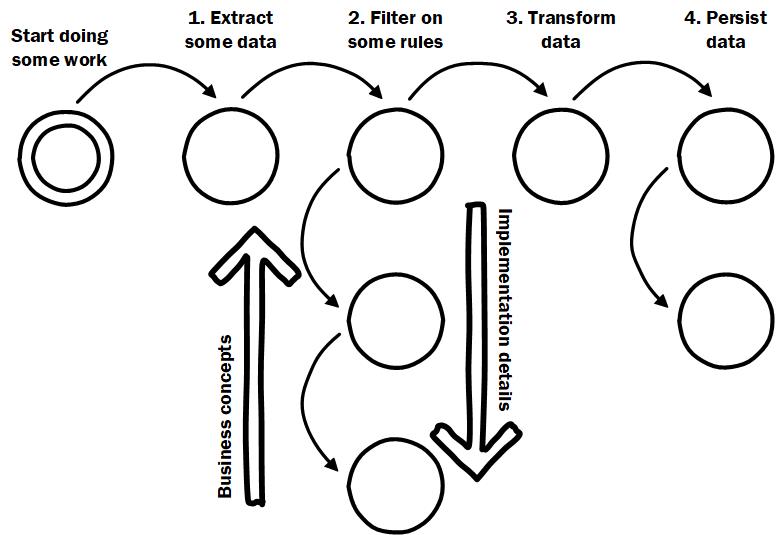 Start doing
some work
1. Extract
some data
2. Filter on
some rules
3. Transform
data
4. Persist
data
Business concepts
Implementation details